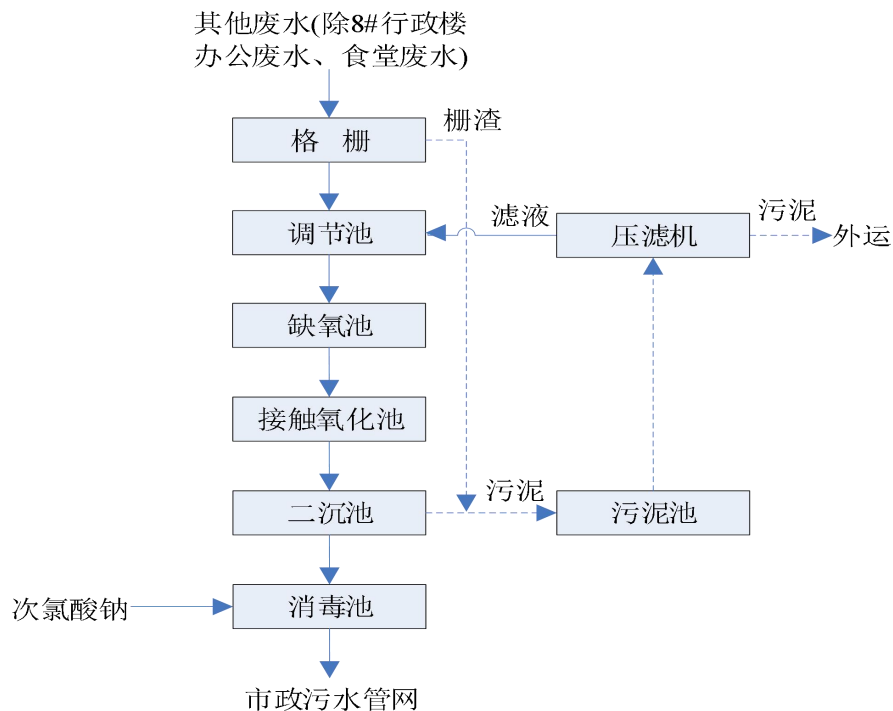 其他废水(除8#行政楼
办公废水、食堂废水)
格 栅
栅渣
调节池
滤液
压滤机
污泥
外运
缺氧池
接触氧化池
二沉池
污泥
污泥池
次氯酸钠
消毒池
市政污水管网